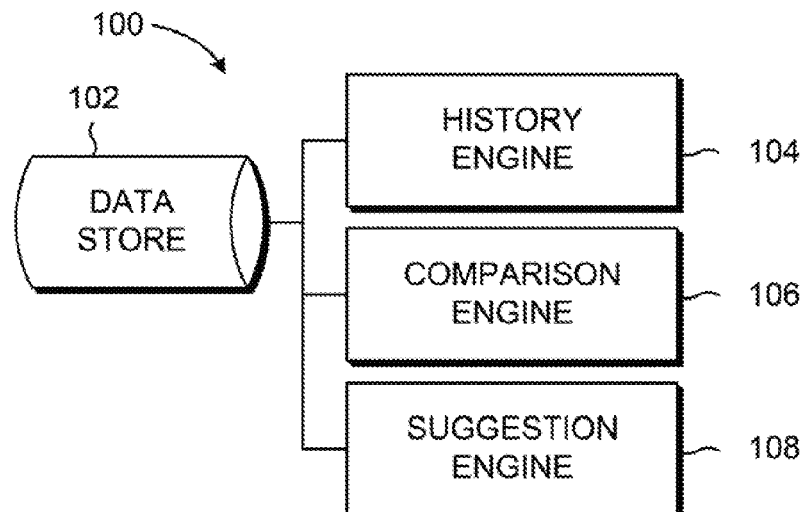 100
102
DATA
STORE
HISTORY
ENGINE
104
COMPARISON
ENGINE
106
SUGGESTION
ENGINE
108